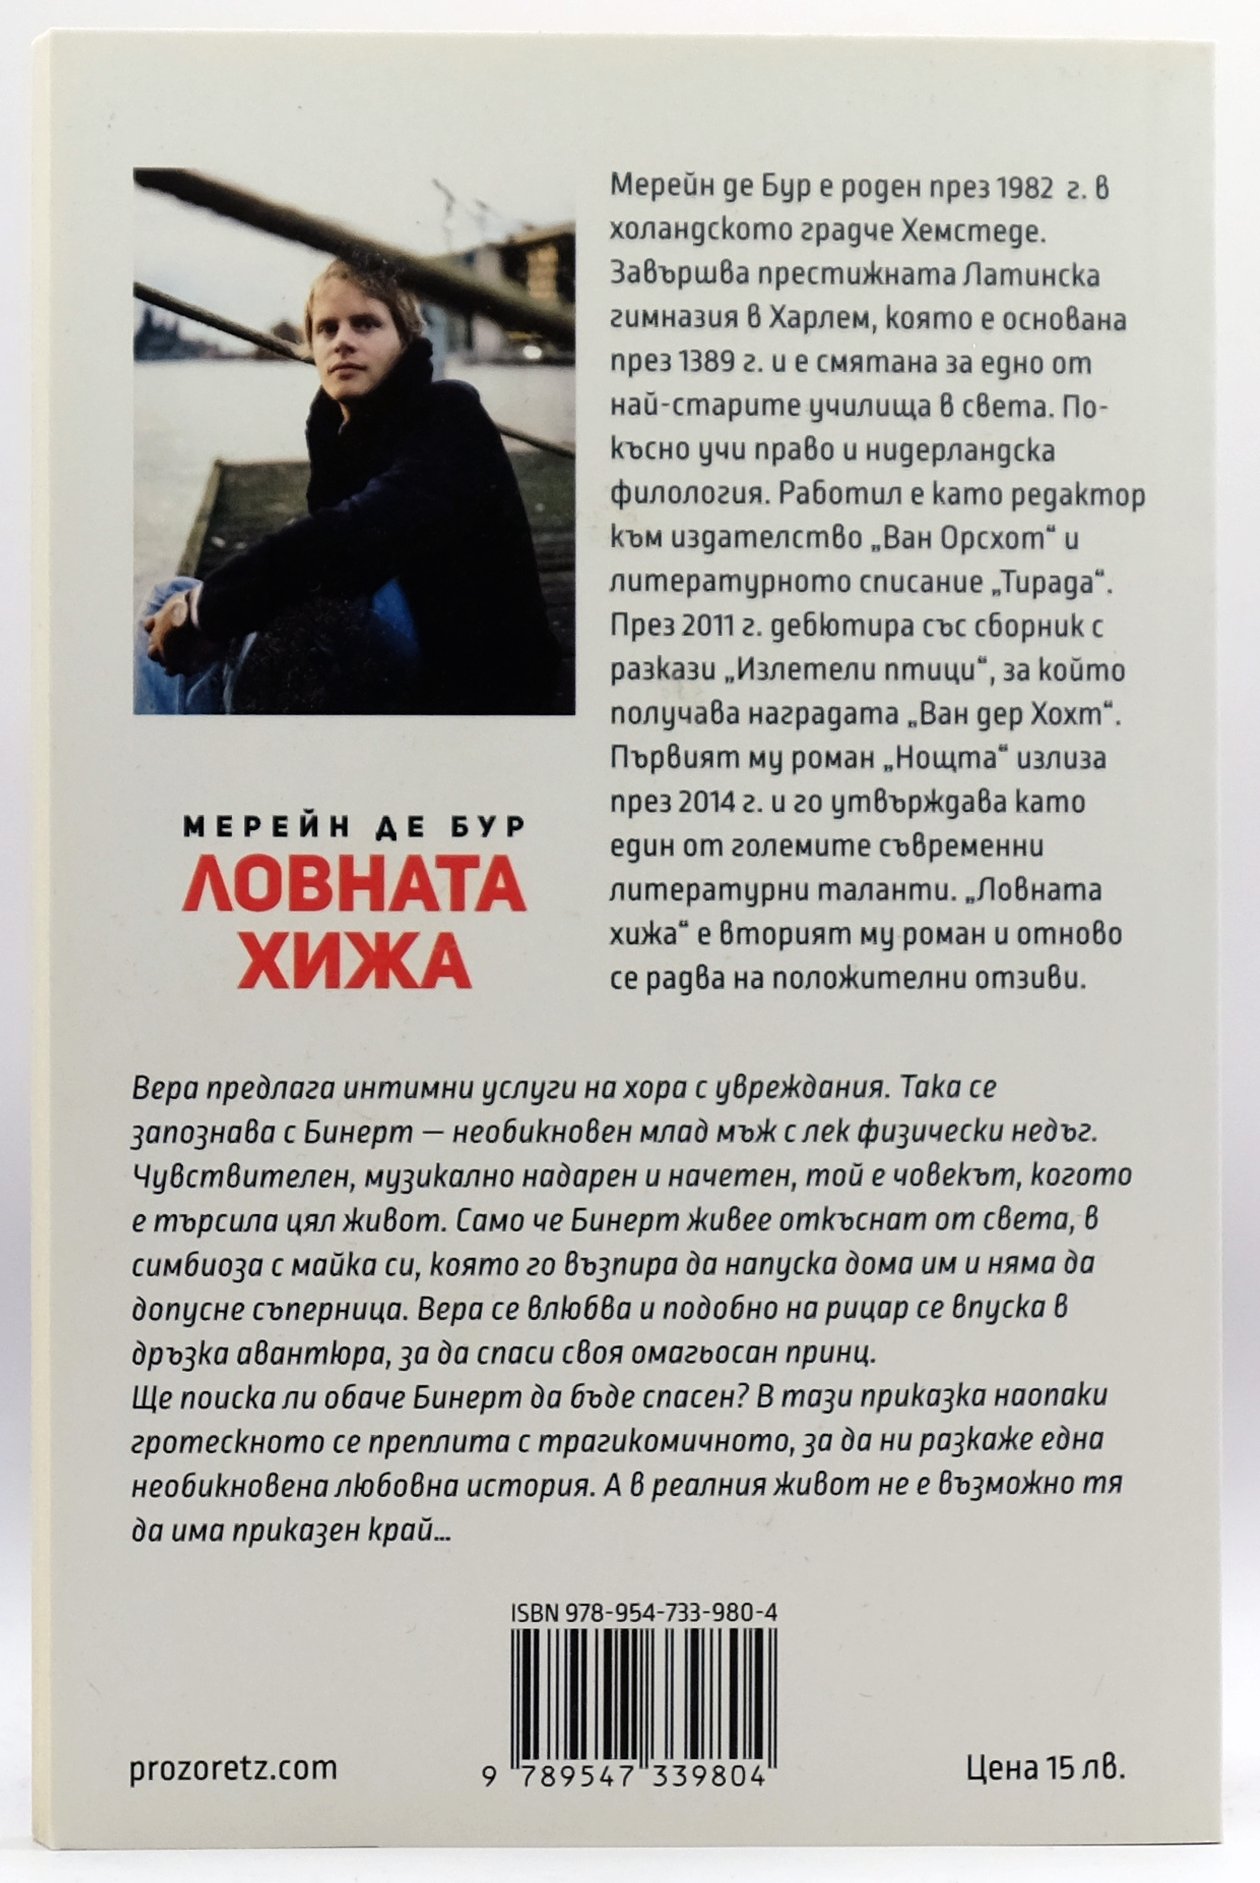 Мерейн де Бур е роден през 1982 г. в
холандското градче Хемстеде.
Завършва престижната Латинска
гимназия в Харлем, която е основана
през 1389 г. и е смятана за едно от
най-старите училища в света. По-
късно учи право и нидерландска
филология. Работил е като редактор
към издателство „Ван Орсхот“ и
литературното списание „Тирада“.
През 2011 г. дебютира със сборник с
разкази „Излетели птици“, за който
получава наградата „Ван дер Хохт“.
Първият му роман „Нощта“ излиза
през 2014 г. и го утвърждава като
един от големите съвременни
литературни таланти. „Ловната
хижа“ е вторият му роман и отново
се радва на положителни отзиви.
МЕРЕЙН ДЕ БУР
ЛОВНАТА
ХИЖА
Вера предлага интимни услуги на хора с увреждания. Така се
запознава с Бинерт — необикновен млад мъж с лек физически недъг.
Чувствителен, музикално надарен и начетен, той е човекът, когото
е търсила цял живот. Само че Бинерт живее откъснат от света, в
симбиоза с майка си, която го възпира да напуска дома им и няма да
допусне съперница. Вера се влюбва и подобно на рицар се впуска в
дръзка авантюра, за да спаси своя омагьосан принц.
Ще поиска ли обаче Бинерт да бъде спасен? В тази приказка наопаки
гротескното се преплита с трагикомичното, за да ни разкаже една
необикновена любовна история. А в реалния живот не е възможно тя
да има приказен край...
ISBN 978-954-733-980-4
9 789547 339804
prozoretz.com
Цена 15 лв.